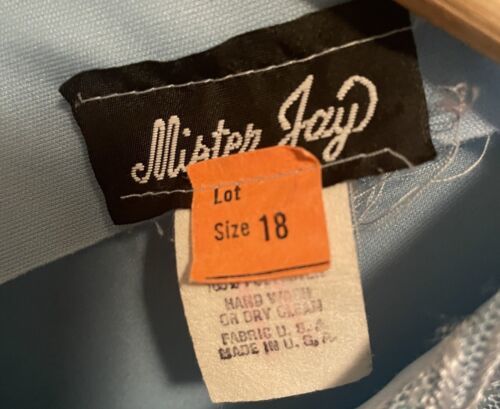 Mister Jay
Lot
Size 18
HAND WASH
OR DRY CLEAN
FABRIC U. S. A.
MADE IN U. S. A.